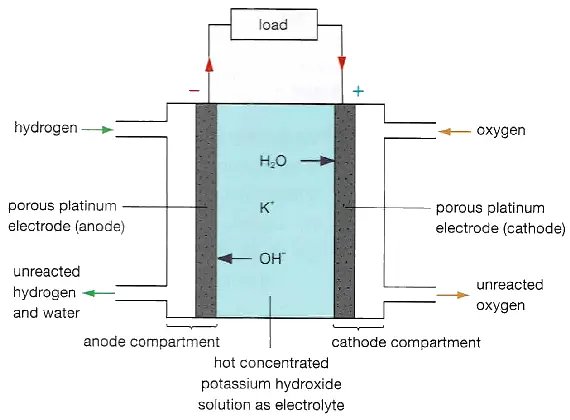 load
−
+
hydrogen
oxygen
H₂O
K⁺
OH⁻
porous platinum
electrode (anode)
porous platinum
electrode (cathode)
unreacted
hydrogen
and water
unreacted
oxygen
anode compartment
cathode compartment
hot concentrated
potassium hydroxide
solution as electrolyte